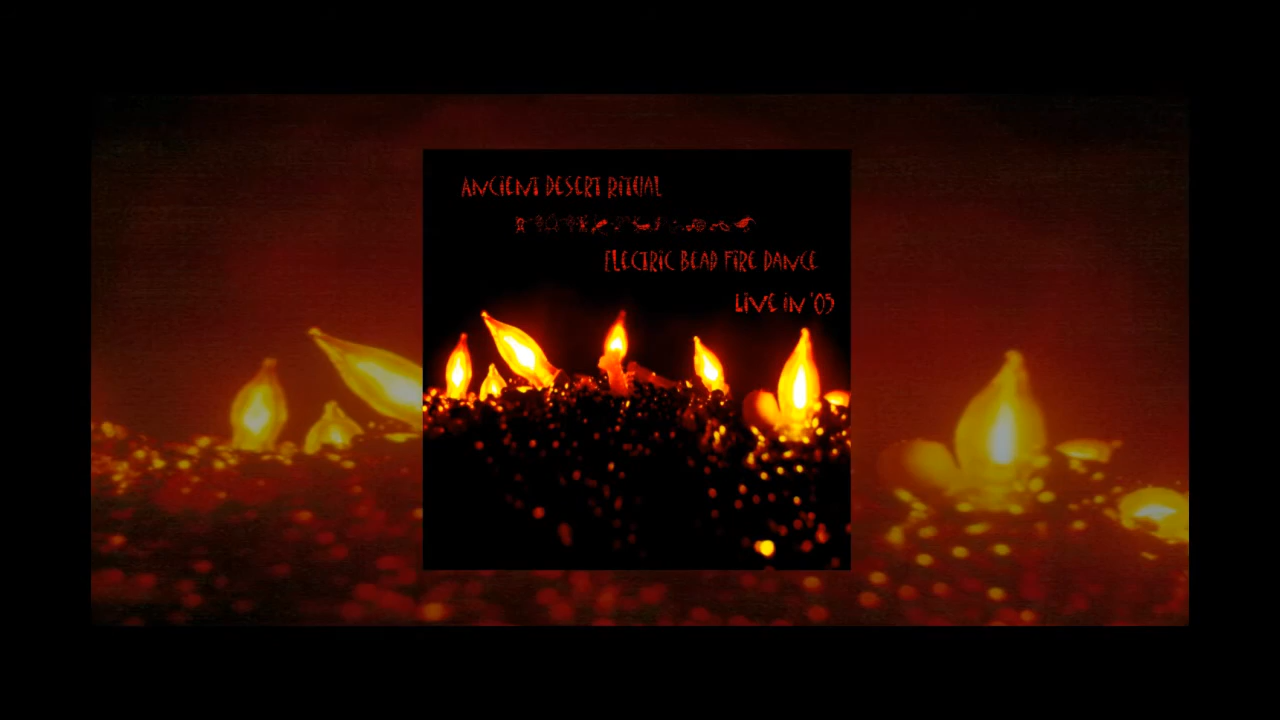 ANCIENT DESERT RITUAL
ELECTRIC BEAD FIRE DANCE
LIVE IN '05